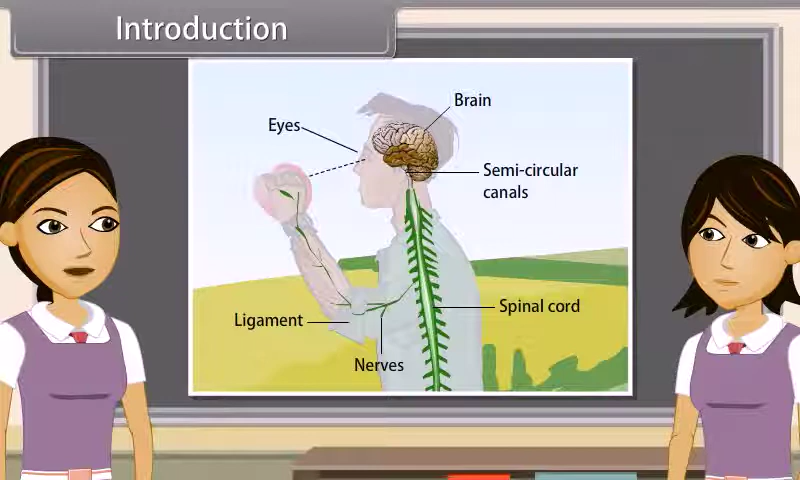 Introduction
Brain
Eyes
Semi-circular
canals
Spinal cord
Ligament
Nerves